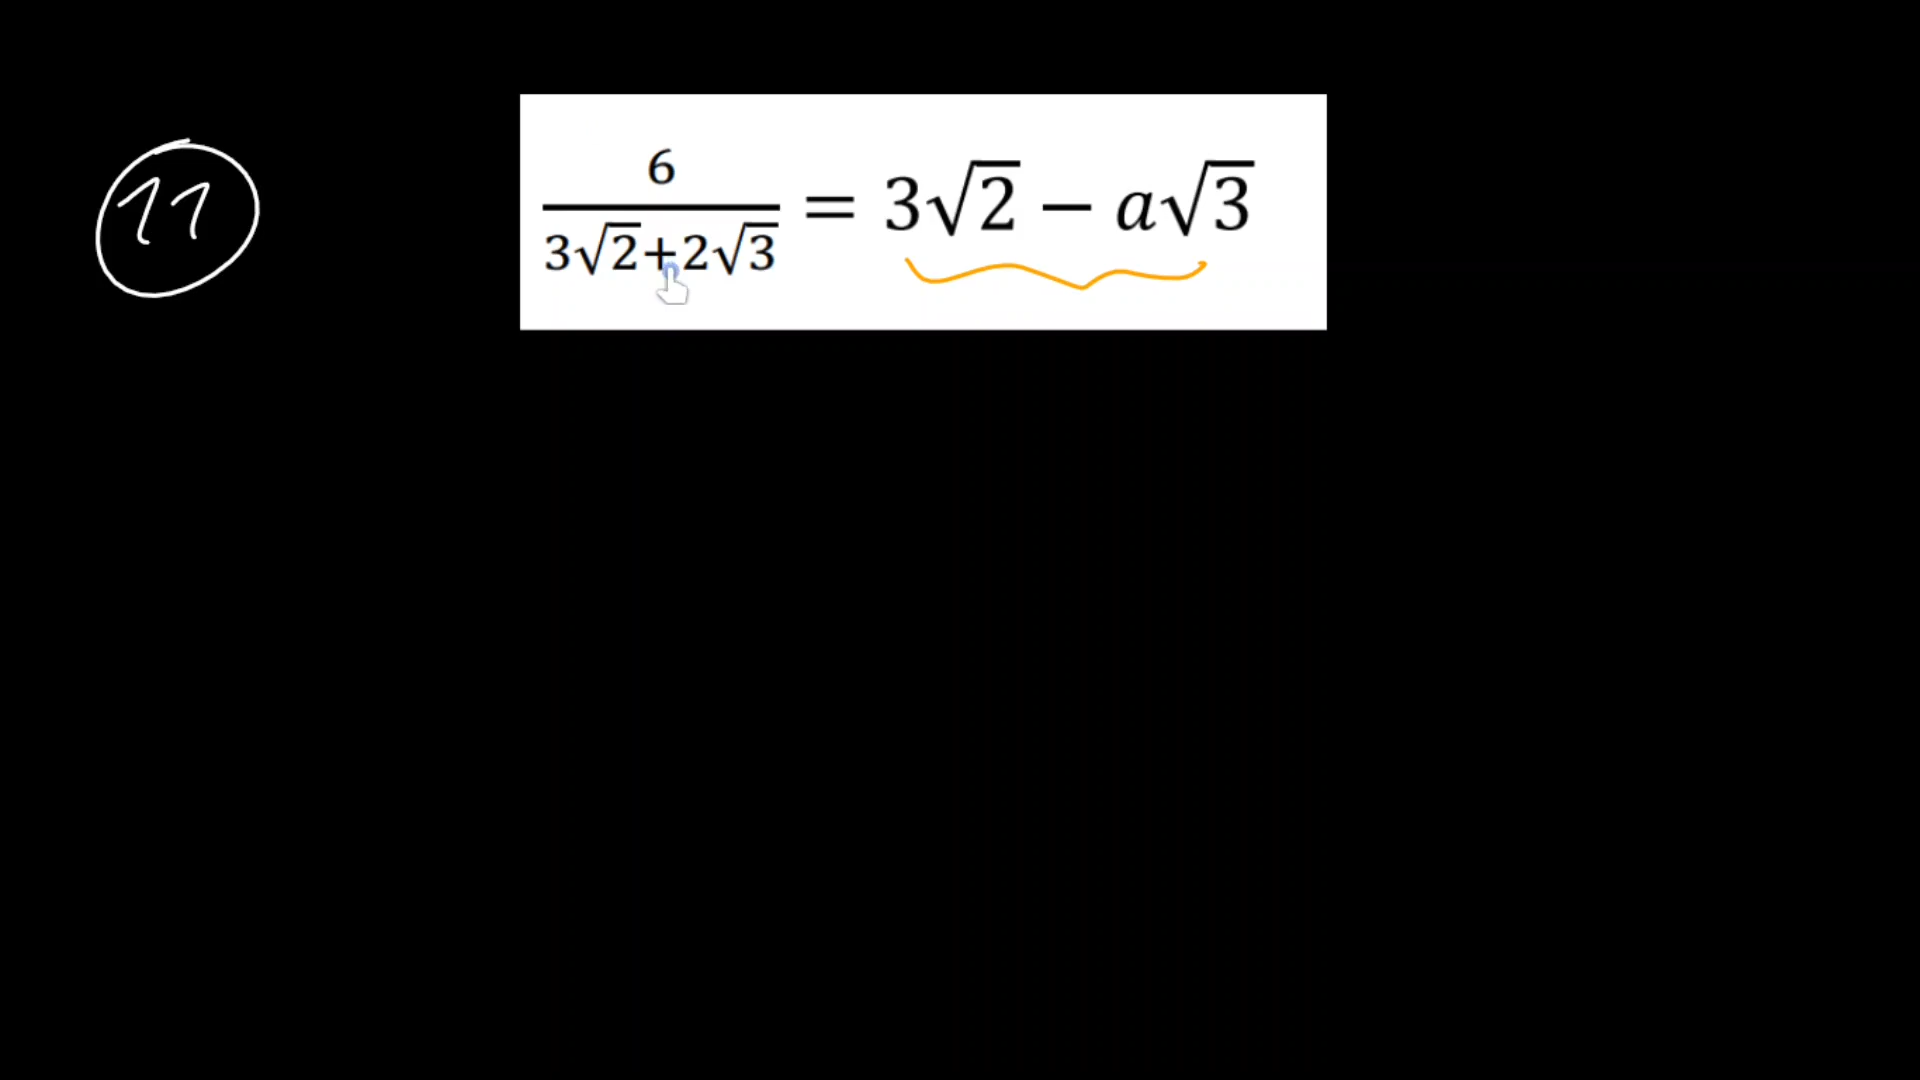 11
6/(3√2+2√3) = 3√2 − a√3